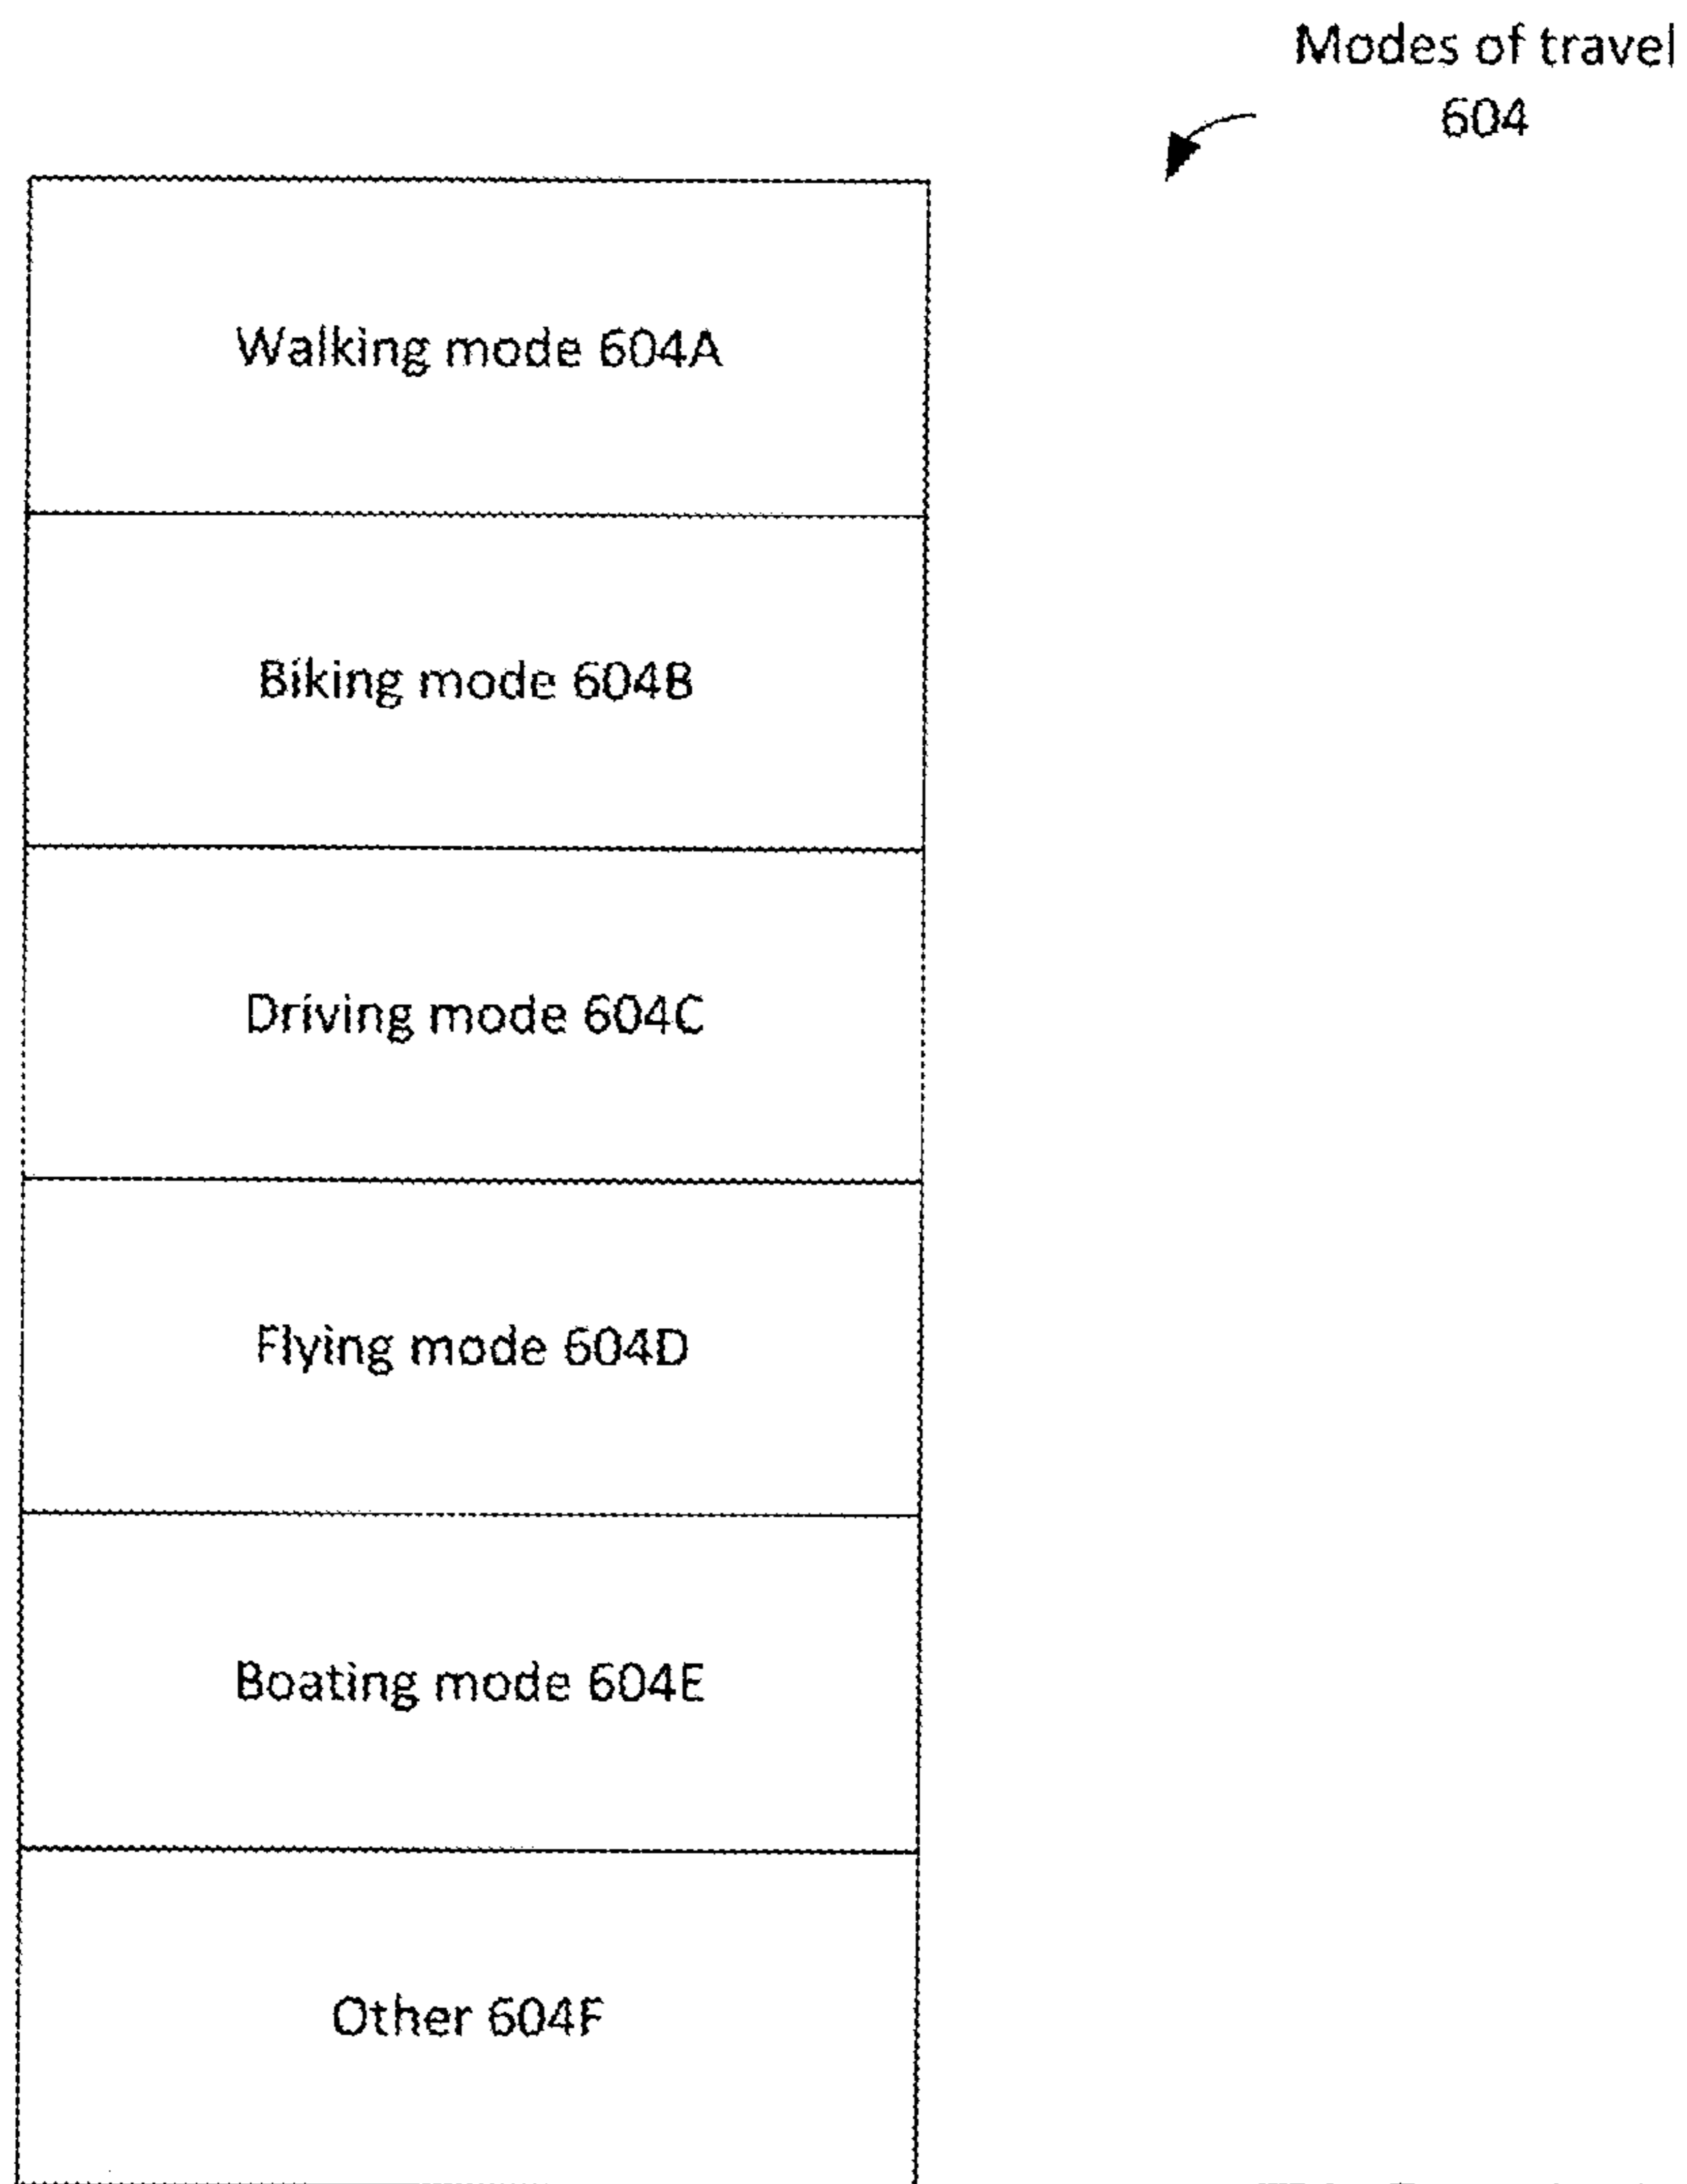 Modes of travel
604
Walking mode 604A
Biking mode 604B
Driving mode 604C
Flying mode 604D
Boating mode 604E
Other 604F